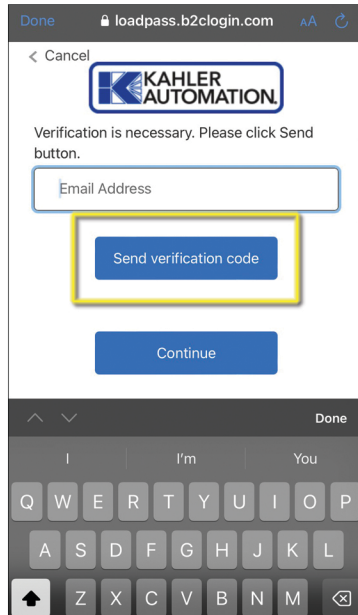 Done loadpass.b2clogin.com AA
Cancel
KAHLER
AUTOMATION.
Verification is necessary. Please click Send
button.
Email Address
Send verification code
Continue
Done
I I'm You
Q W E R T Y U I O P
A S D F G H J K L
Z X C V B N M